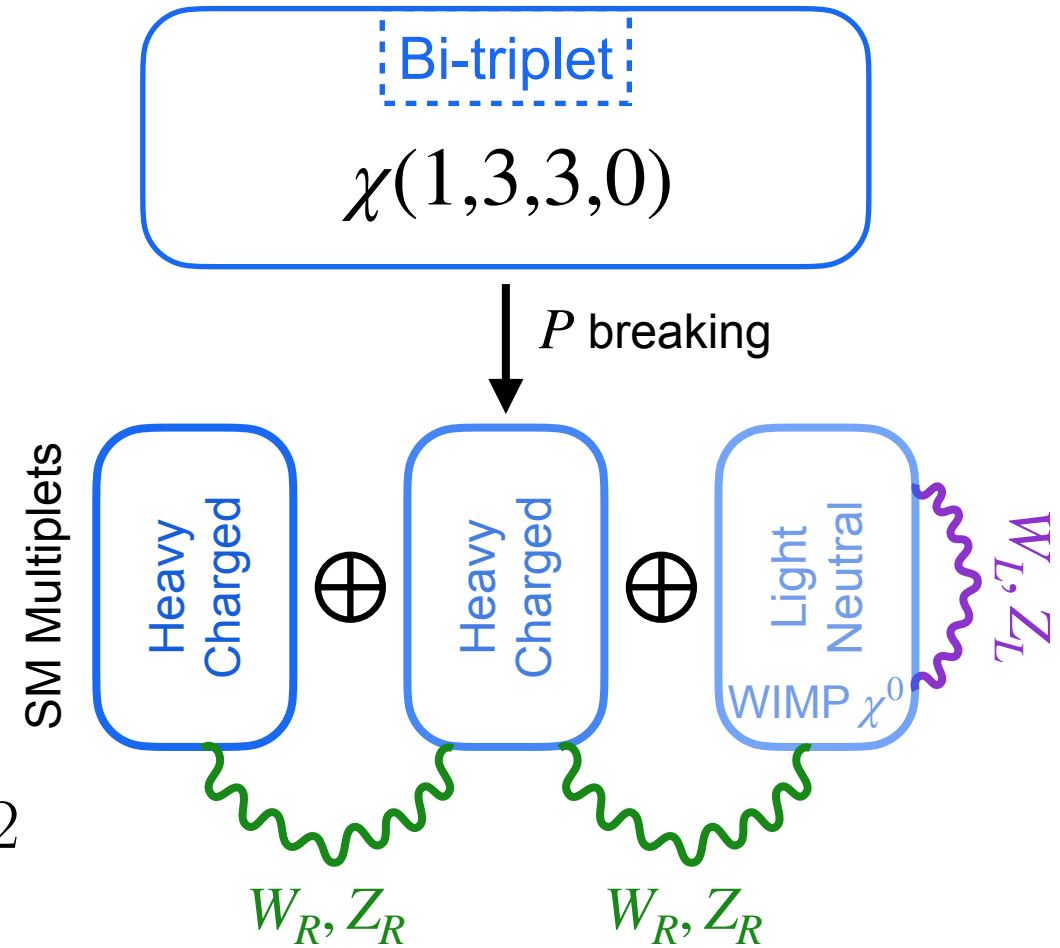 Bi-triplet
χ(1,3,3,0)
P breaking
SM Multiplets
Heavy
Charged
Heavy
Charged
Light
Neutral
WIMP χ⁰
W_L, Z_L
2
W_R, Z_R
W_R, Z_R